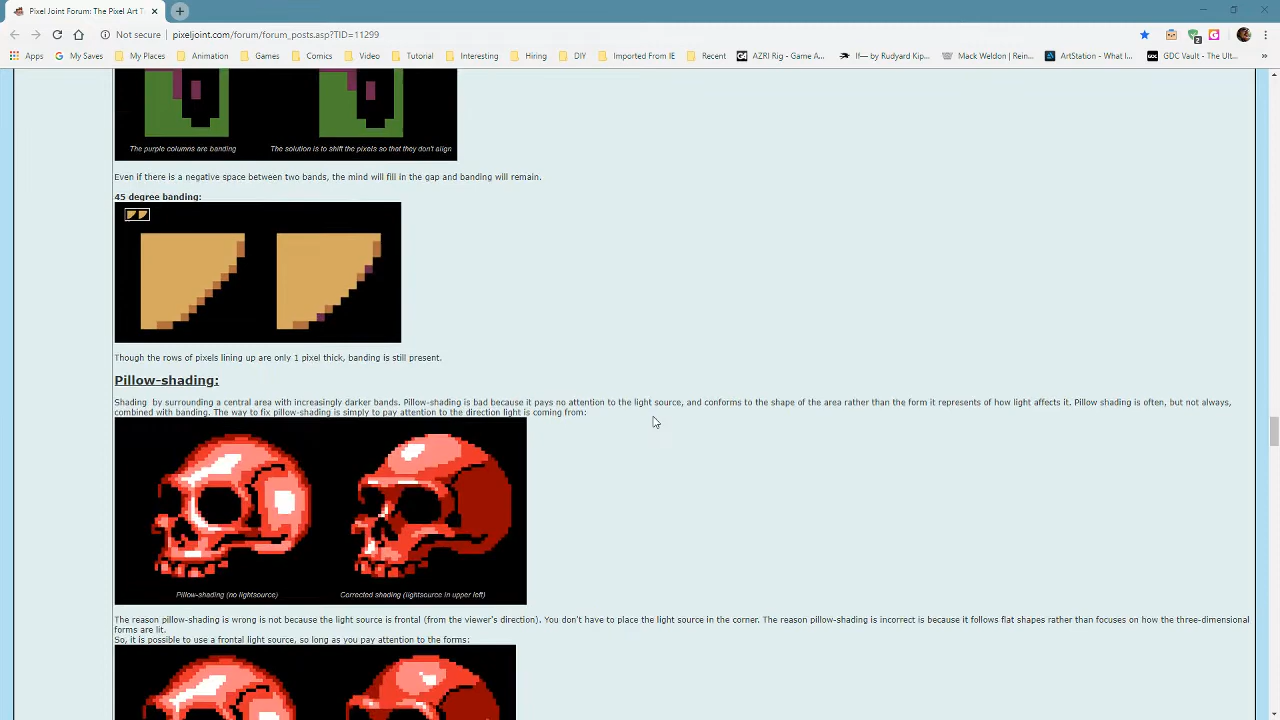 Pixel Joint Forum: The Pixel Art T
Not secure pixeljoint.com/forum/forum_posts.asp?TID=11299
Apps My Saves My Places Animation Games Comics Video Tutorial Interesting Hiring DIY Imported From IE Recent G4 AZRI Rig - Game A... If— by Rudyard Kip... Mack Weldon | Rein... ArtStation - What I... GDC Vault - The Ult... »
The purple columns are banding The solution is to shift the pixels so that they don't align
Even if there is a negative space between two bands, the mind will fill in the gap and banding will remain.
45 degree banding:
Though the rows of pixels lining up are only 1 pixel thick, banding is still present.
Pillow-shading:
Shading by surrounding a central area with increasingly darker bands. Pillow-shading is bad because it pays no attention to the light source, and conforms to the shape of the area rather than the form it represents of how light affects it. Pillow shading is often, but not always,
combined with banding. The way to fix pillow-shading is simply to pay attention to the direction light is coming from:
Pillow-shading (no lightsource) Corrected shading (lightsource in upper left)
The reason pillow-shading is wrong is not because the light source is frontal (from the viewer's direction). You don't have to place the light source in the corner. The reason pillow-shading is incorrect is because it follows flat shapes rather than focuses on how the three-dimensional
forms are lit.
So, it is possible to use a frontal light source, so long as you pay attention to the forms: